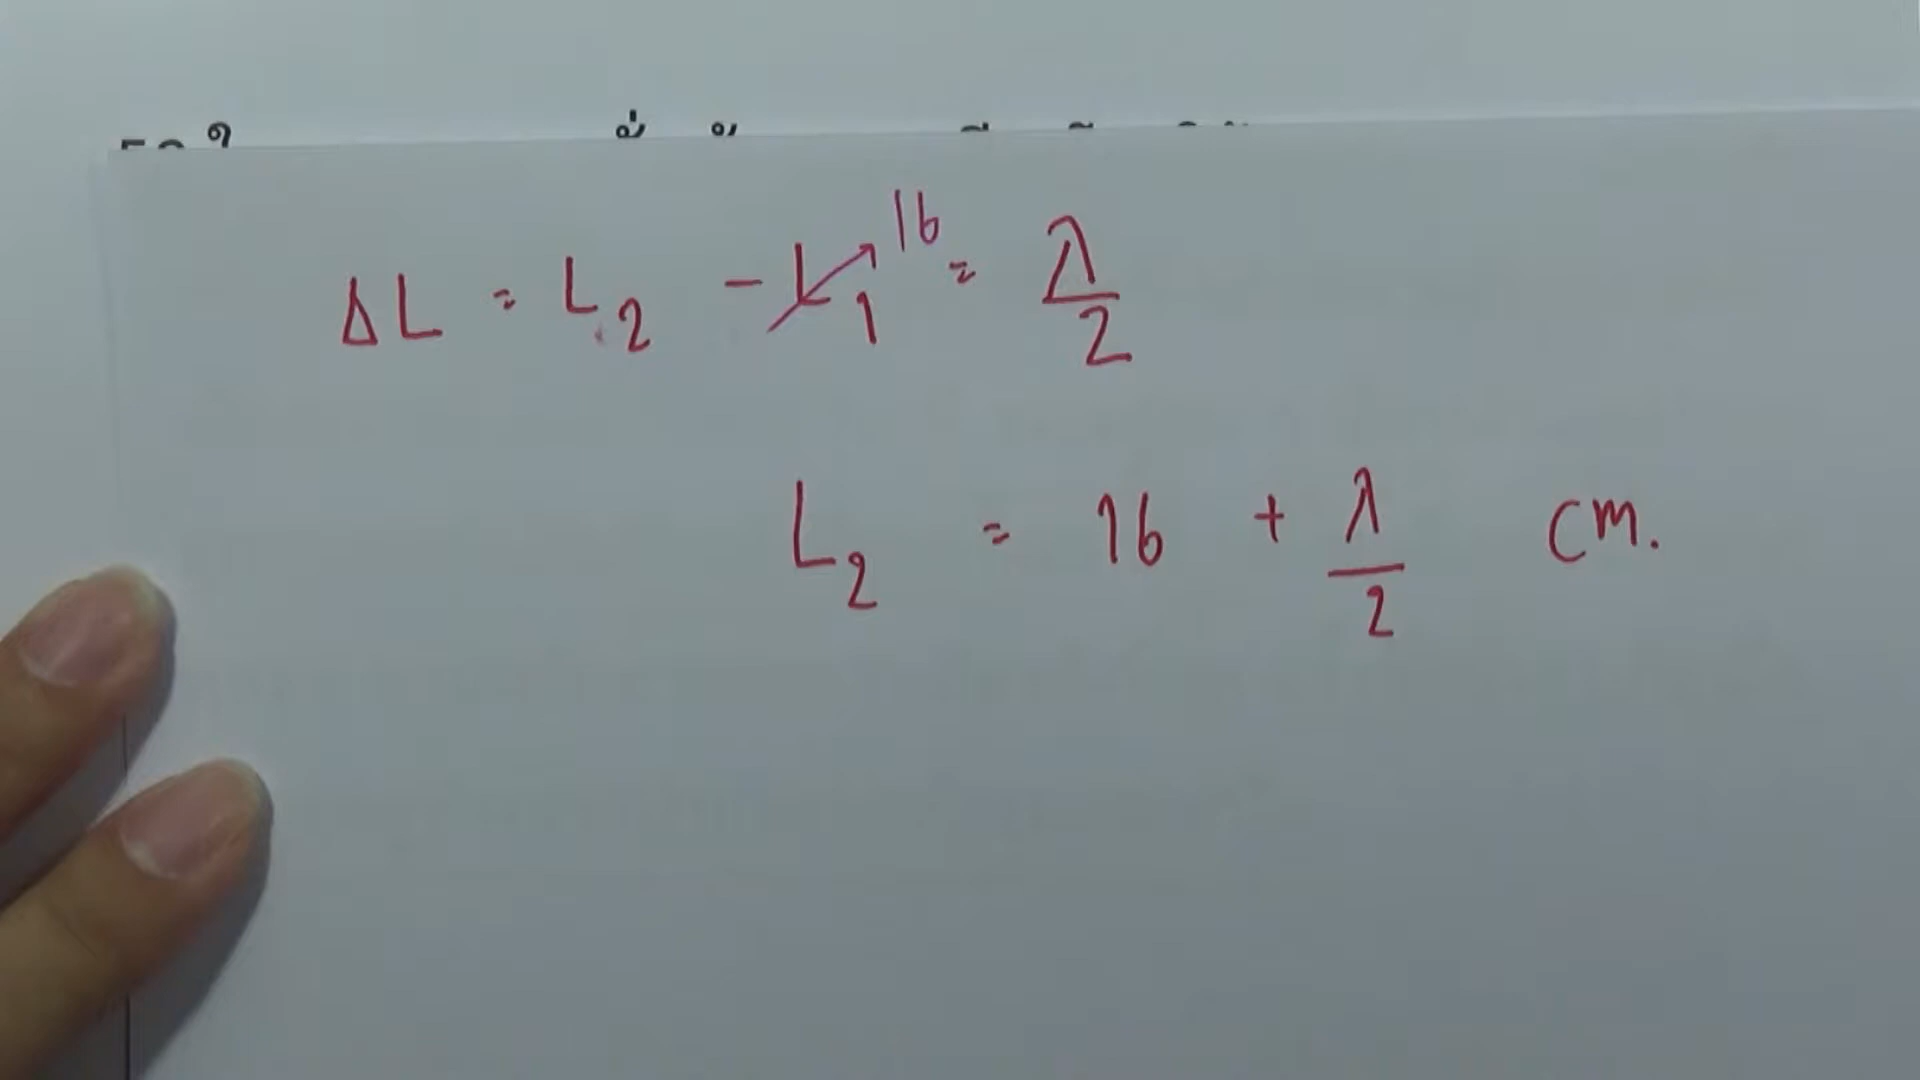 ΔL = L₂ - L₁ 16 = λ/2
L₂ = 16 + λ/2 cm.